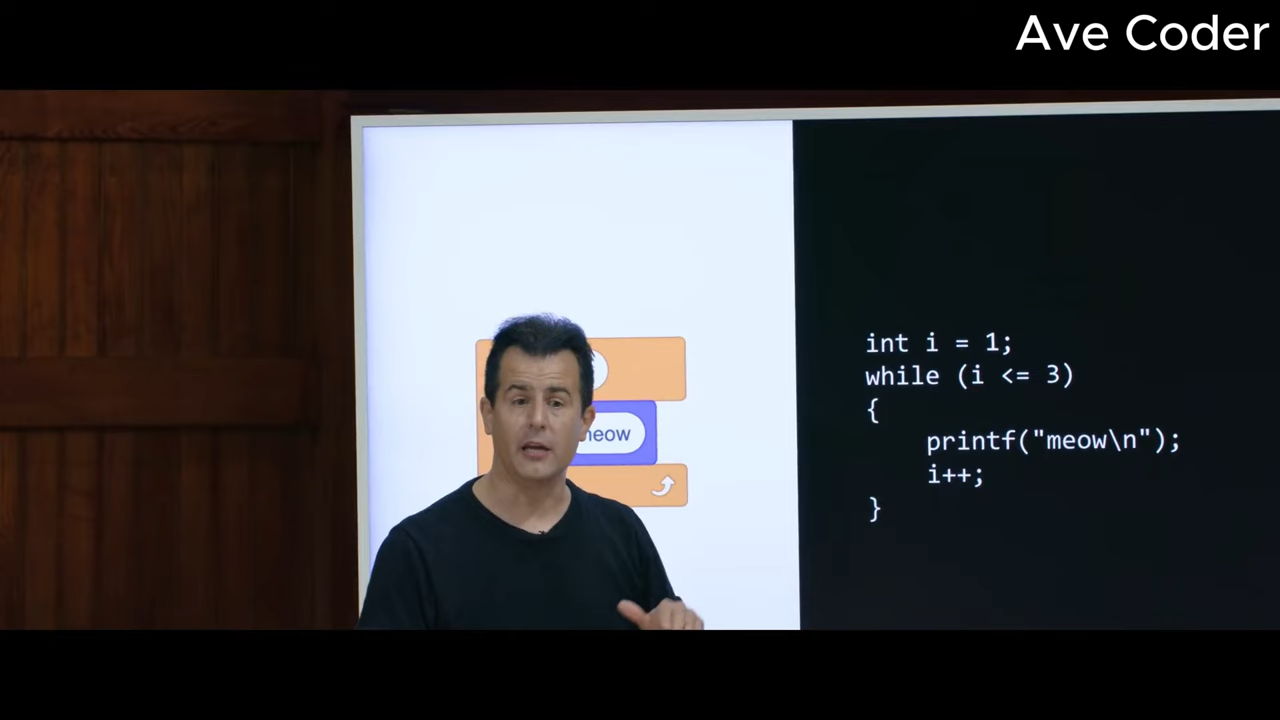 Ave Coder
int i = 1;
while (i <= 3)
{
printf("meow\n");
i++;
}